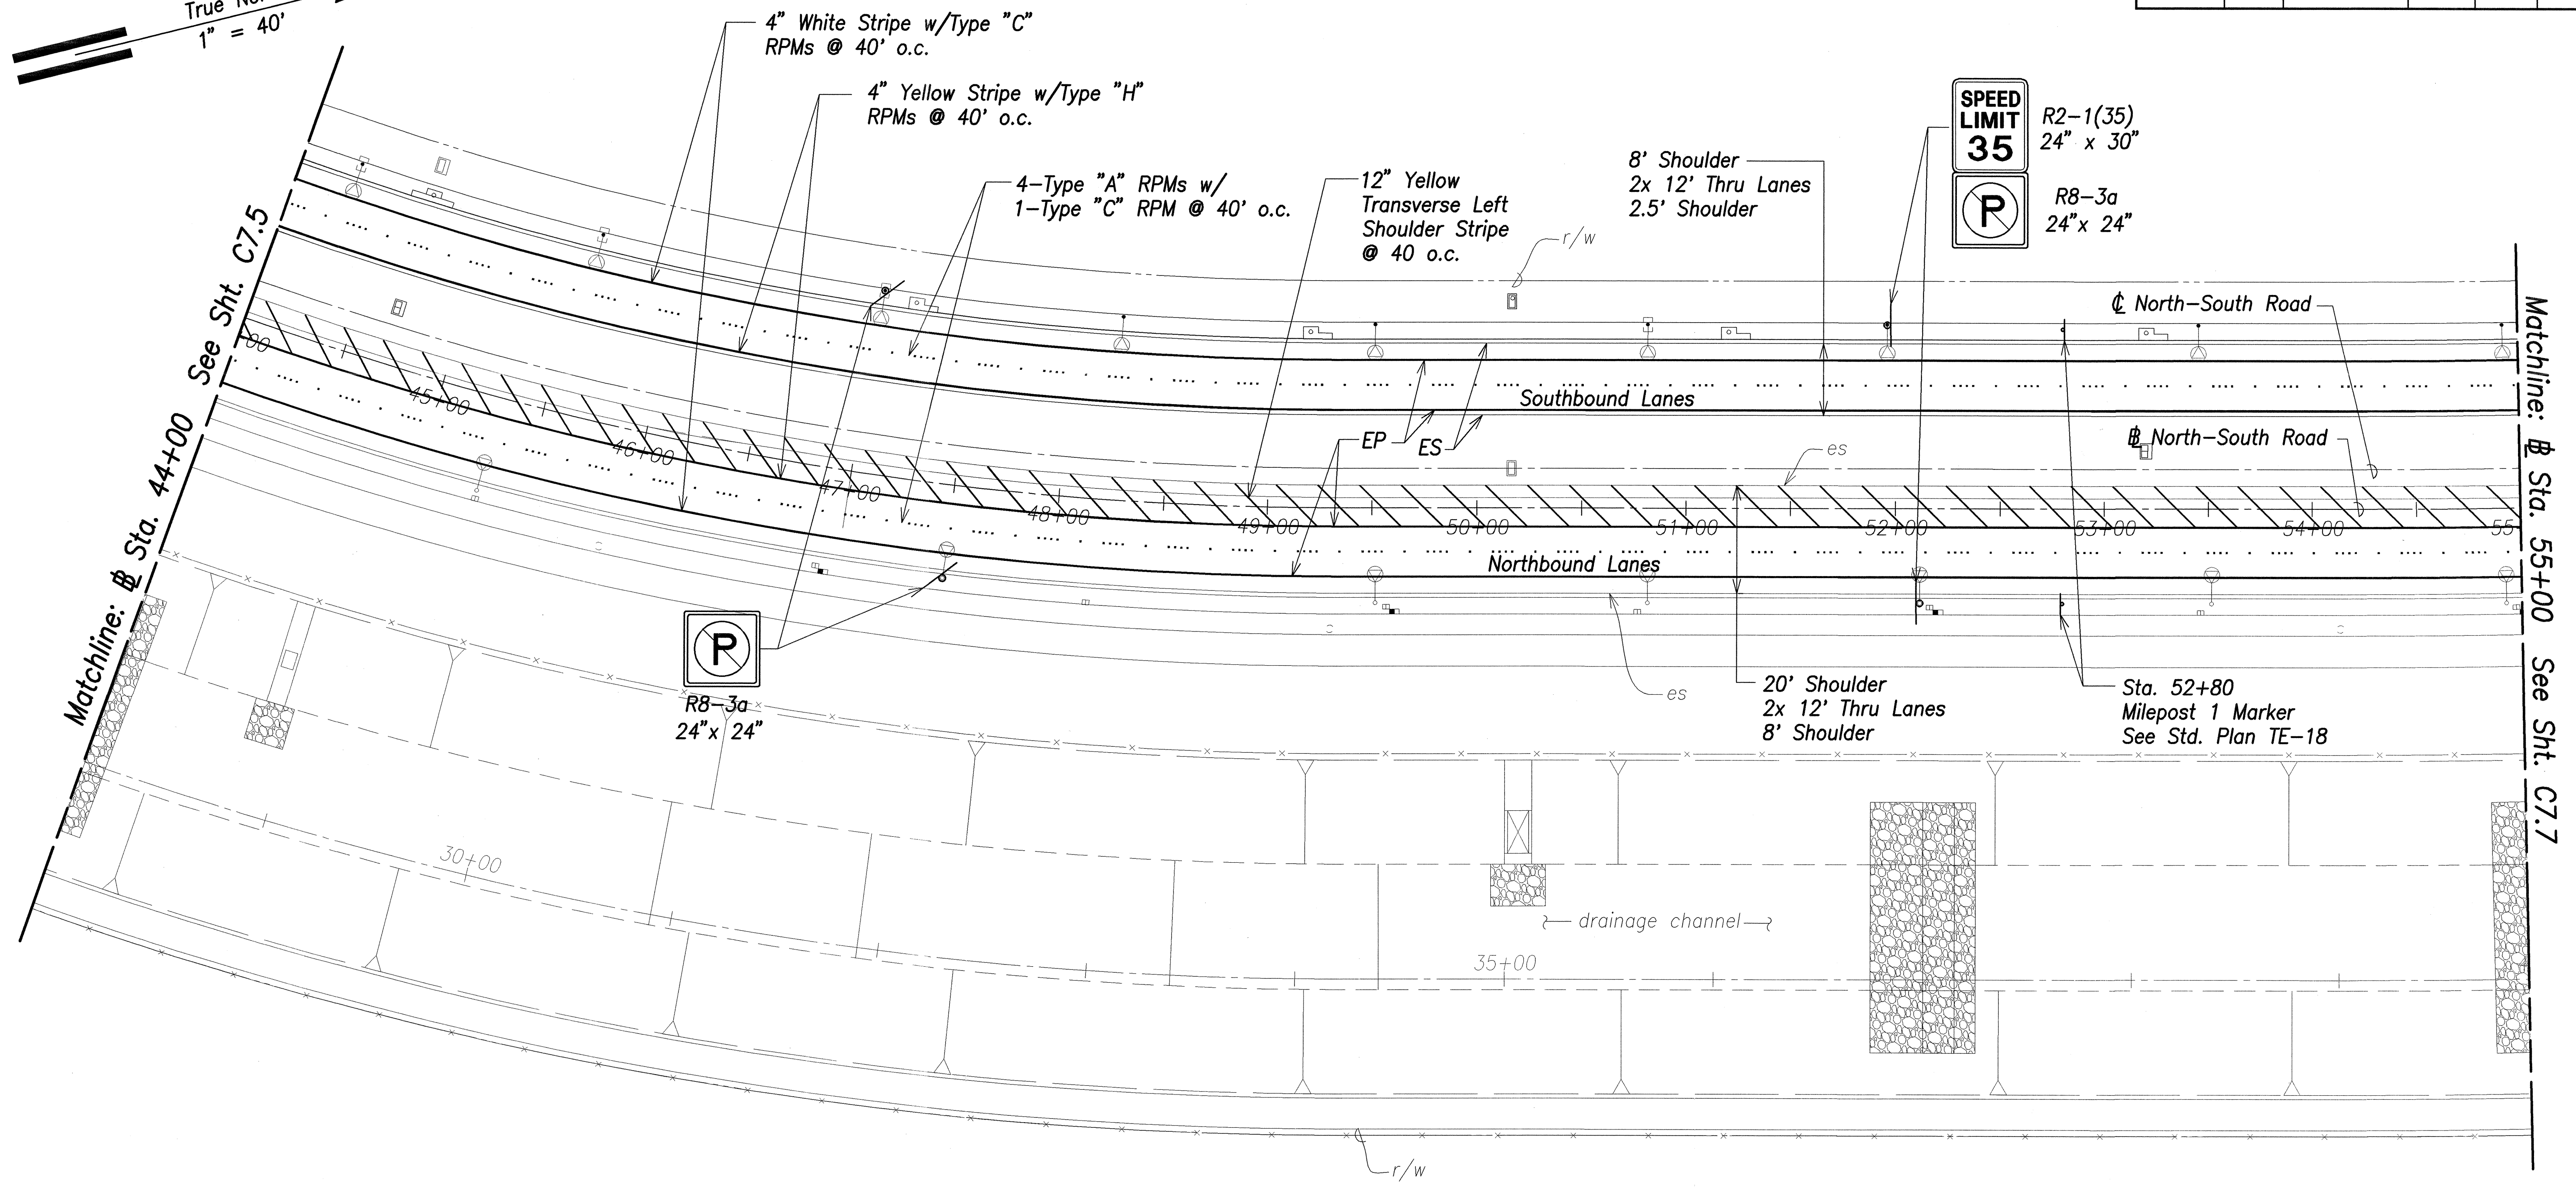 True
1" = 40'
4" White Stripe w/Type "C"
RPMs @ 40' o.c.
4" Yellow Stripe w/Type "H"
RPMs @ 40' o.c.
4-Type "A" RPMs w/
1-Type "C" RPM @ 40' o.c.
12" Yellow
Transverse Left
Shoulder Stripe
@ 40 o.c.
r/w
8' Shoulder
2x 12' Thru Lanes
2.5' Shoulder
SPEED
LIMIT
35
R2-1(35)
24" x 30"
P
R8-3a
24"x 24"
℄ North-South Road
Southbound Lanes
EP
ES
es
BL North-South Road
45+00
46+00
47+00
48+00
49+00
50+00
51+00
52+00
53+00
54+00
55
Northbound Lanes
P
R8-3a
24"x 24"
es
20' Shoulder
2x 12' Thru Lanes
8' Shoulder
Sta. 52+80
Milepost 1 Marker
See Std. Plan TE-18
30+00
35+00
drainage channel
r/w
Matchline: BL Sta. 44+00 See Sht. C7.5
Matchline: BL Sta. 55+00 See Sht. C7.7